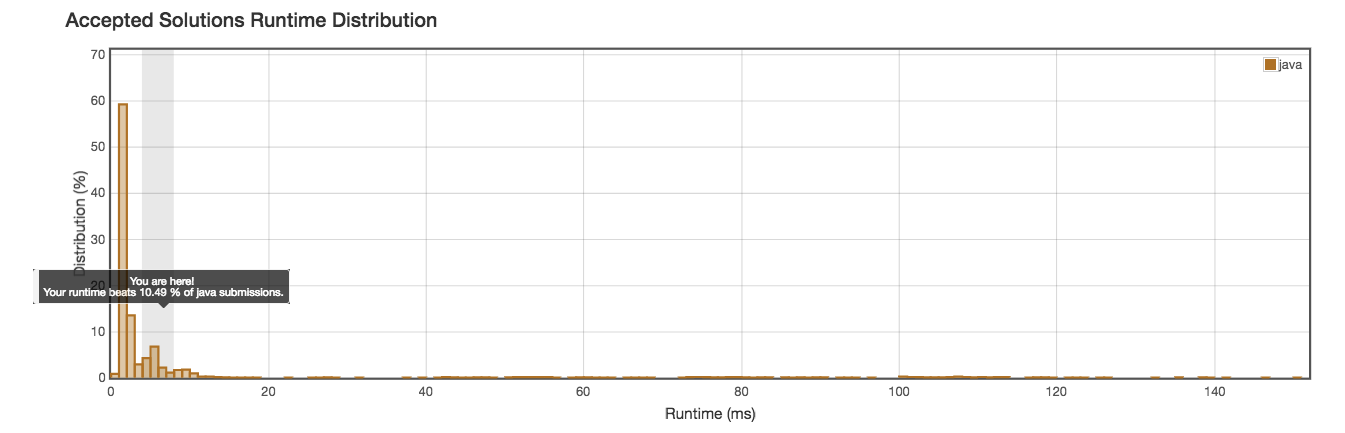 Accepted Solutions Runtime Distribution
70
java
60
50
40
30
Distribution (%)
You are here!
20
Your runtime beats 10.49 % of java submissions.
10
0
0 20 40 60 80 100 120 140
Runtime (ms)